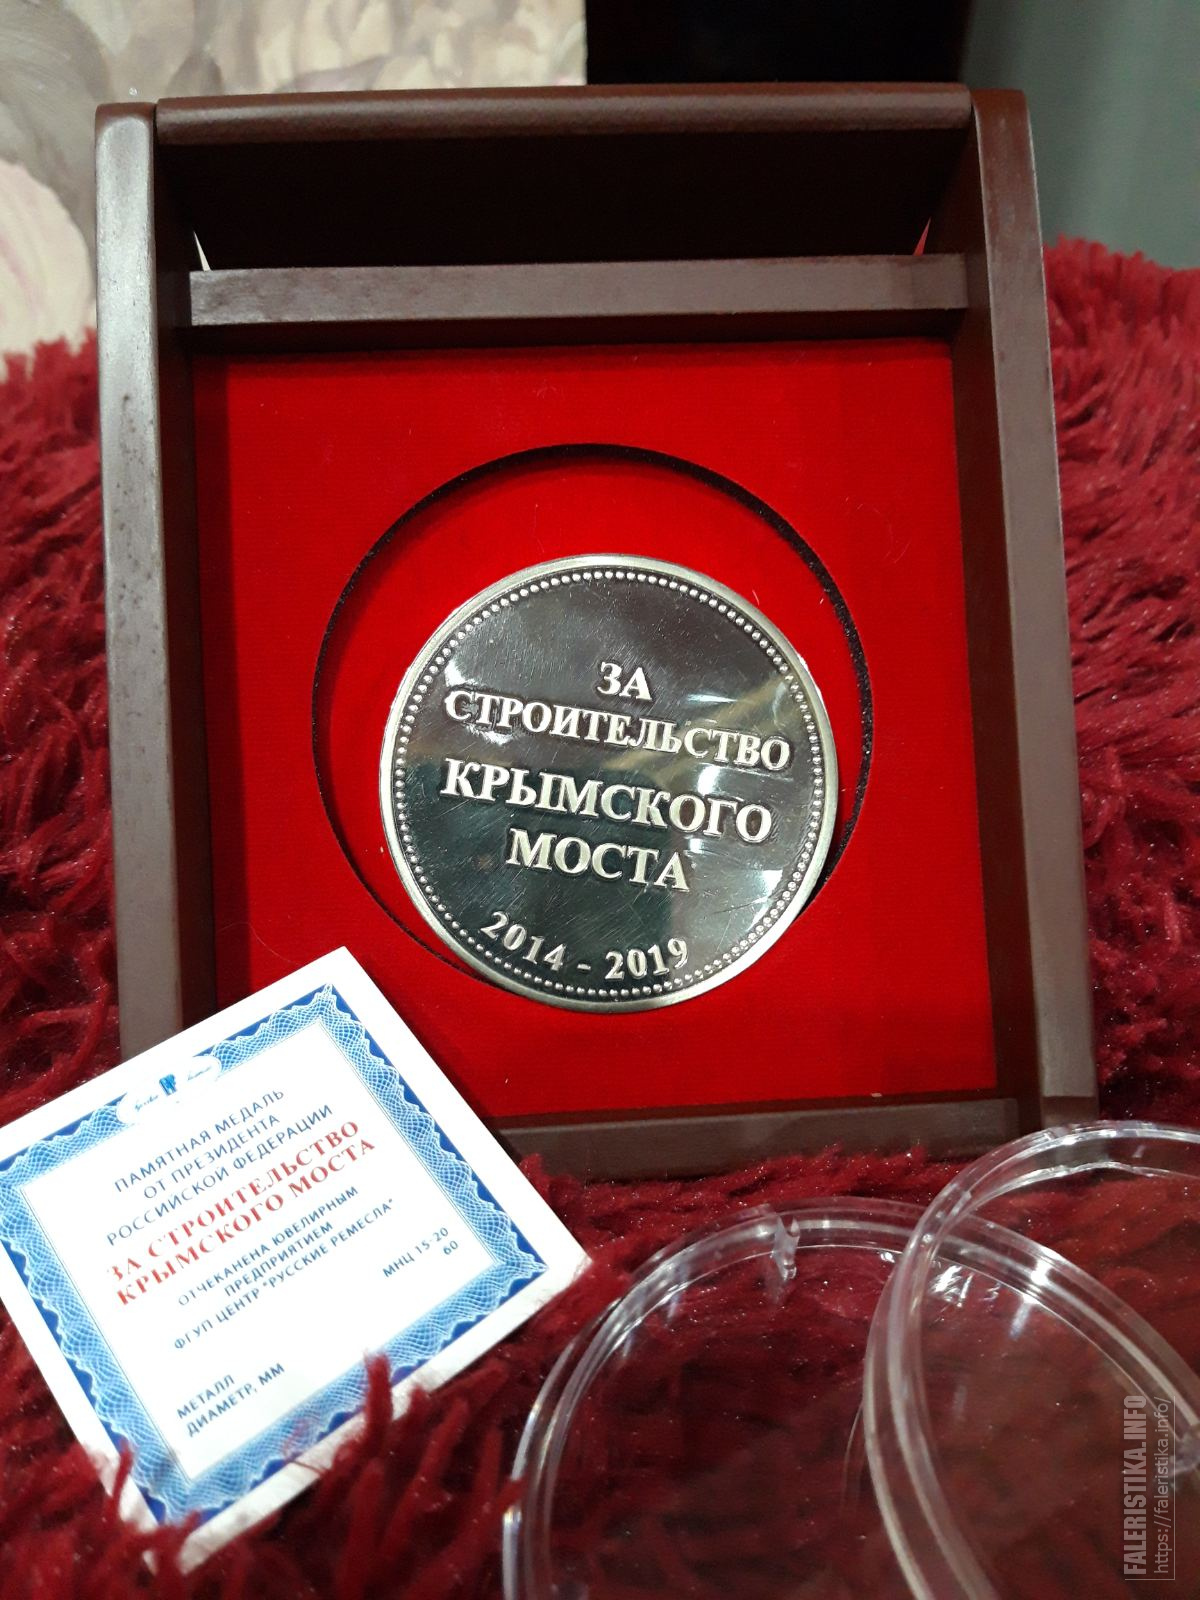 ЗА
СТРОИТЕЛЬСТВО
КРЫМСКОГО
МОСТА
2014 - 2019
ПАМЯТНАЯ МЕДАЛЬ
ОТ ПРЕЗИДЕНТА
РОССИЙСКОЙ ФЕДЕРАЦИИ
ЗА СТРОИТЕЛЬСТВО
КРЫМСКОГО МОСТА
ОТЧЕКАНЕНА ЮВЕЛИРНЫМ
ПРЕДПРИЯТИЕМ
ФГУП ЦЕНТР "РУССКИЕ РЕМЕСЛА"
МЕТАЛЛ МНЦ 15-20
ДИАМЕТР, ММ 60
FALERISTIKA.INFO
https://faleristika.info/